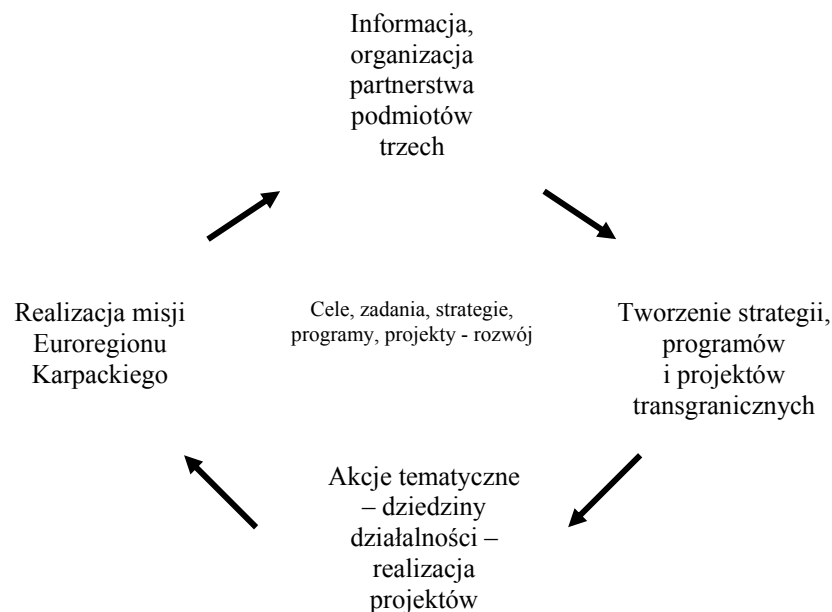 Informacja,
organizacja
partnerstwa
podmiotów
trzech
Realizacja misji
Euroregionu
Karpackiego
Cele, zadania, strategie,
programy, projekty - rozwój
Tworzenie strategii,
programów
i projektów
transgranicznych
Akcje tematyczne
– dziedziny
działalności –
realizacja
projektów